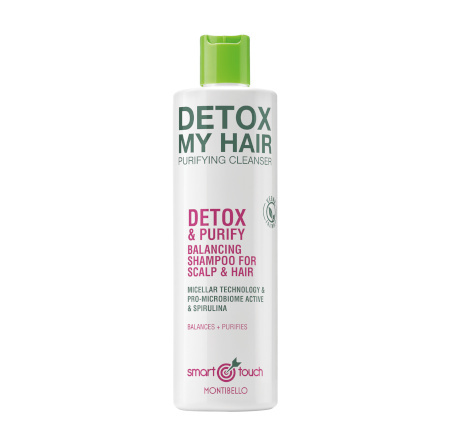 DETOX
MY HAIR
PURIFYING CLEANSER
DETOX
& PURIFY
BALANCING
SHAMPOO FOR
SCALP & HAIR
MICELLAR TECHNOLOGY &
PRO-MICROBIOME ACTIVE
& SPIRULINA
BALANCES + PURIFIES
smart touch
MONTIBELLO